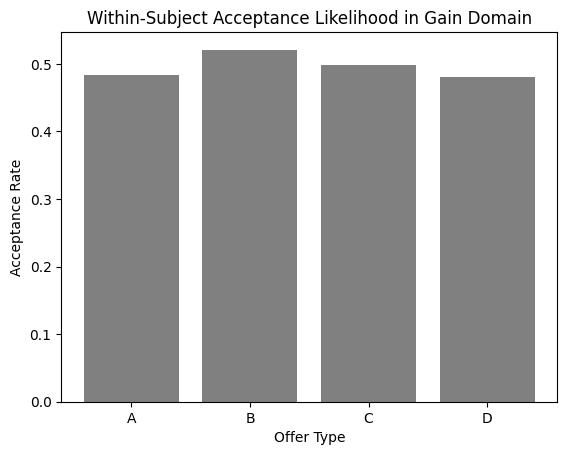 Within-Subject Acceptance Likelihood in Gain Domain
Acceptance Rate
0.5
0.4
0.3
0.2
0.1
0.0
A B C D
Offer Type